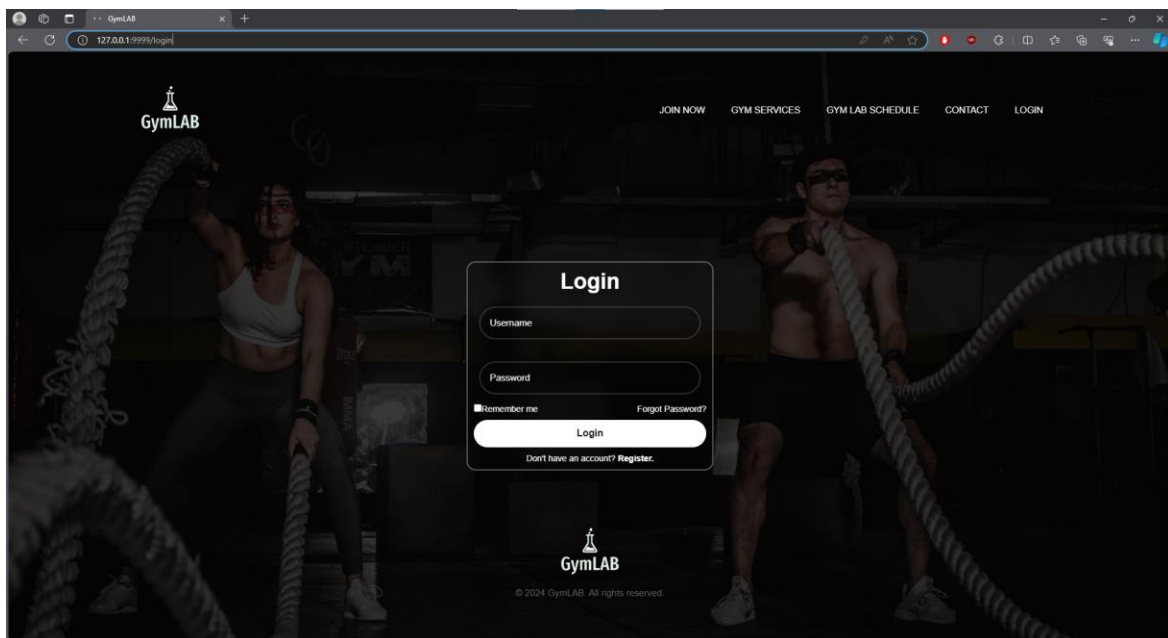 GymLAB
127.0.0.1:9999/login
GymLAB
JOIN NOW GYM SERVICES GYM LAB SCHEDULE CONTACT LOGIN
Login
Username
Password
Remember me Forgot Password?
Login
Don't have an account? Register.
GymLAB
© 2024 GymLAB. All rights reserved.